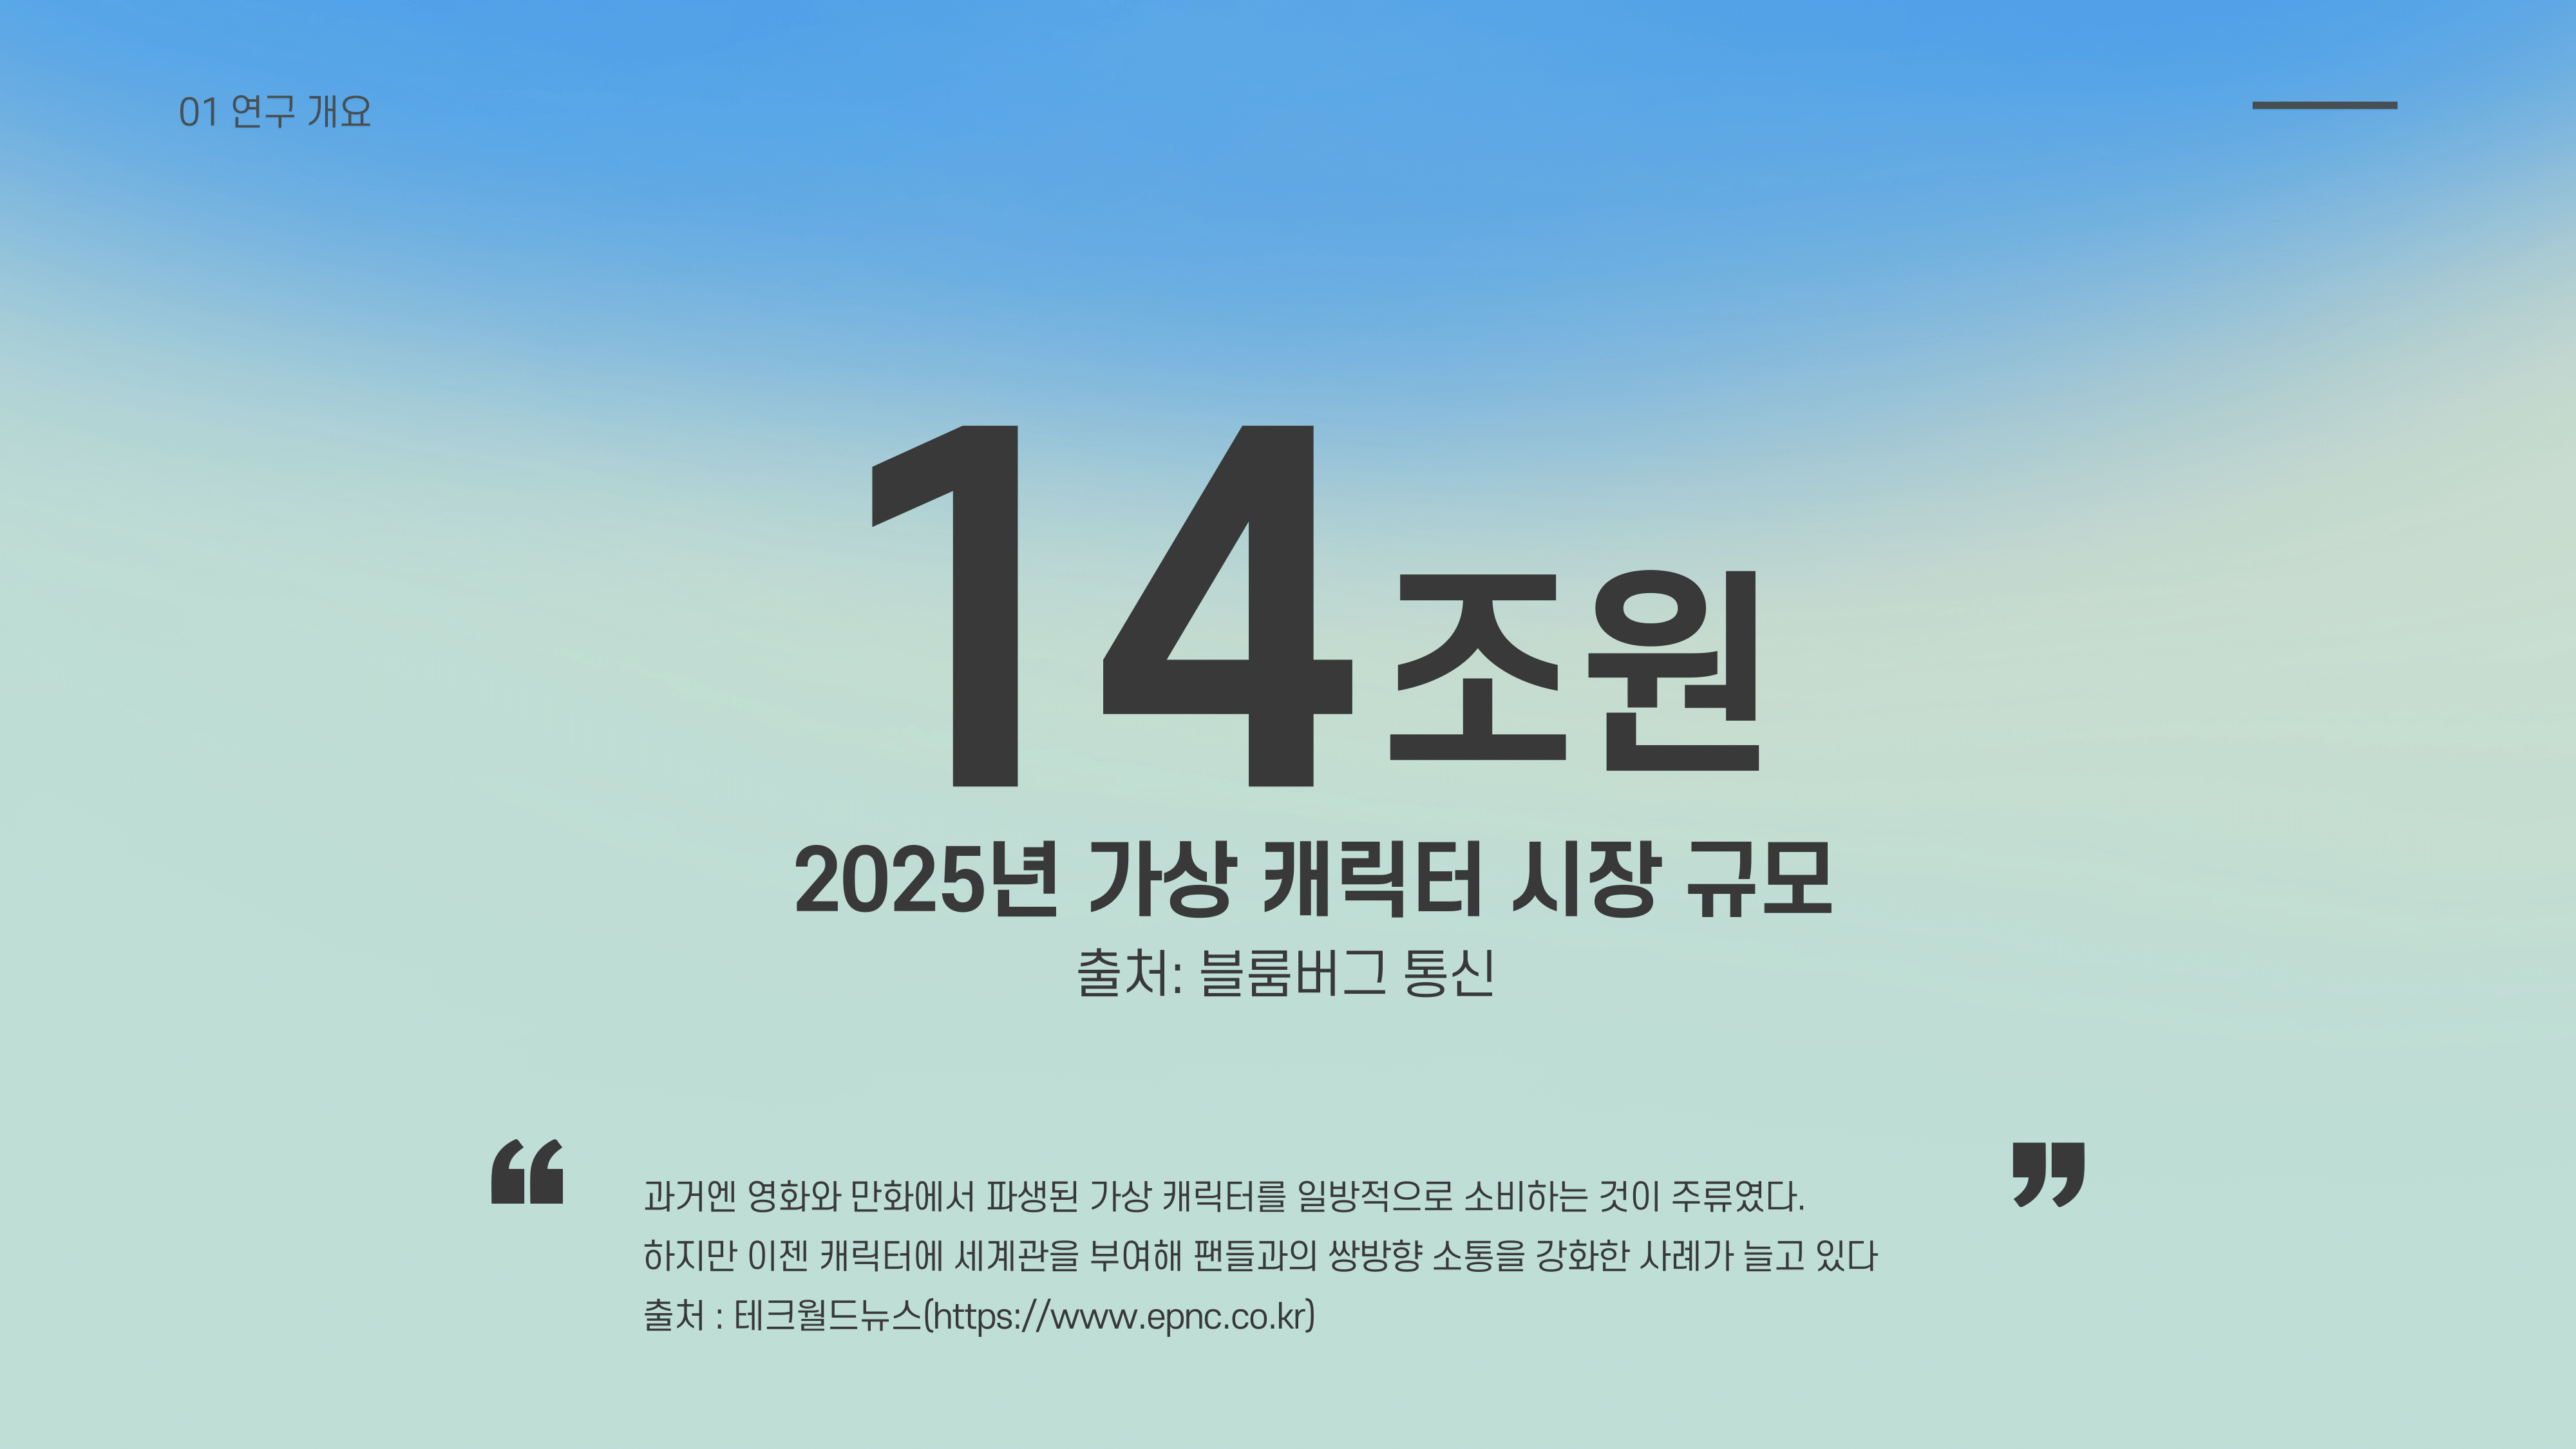 01 연구 개요
14조원
2025년 가상 캐릭터 시장 규모
출처: 블룸버그 통신
“ 과거엔 영화와 만화에서 파생된 가상 캐릭터를 일방적으로 소비하는 것이 주류였다. ”
하지만 이젠 캐릭터에 세계관을 부여해 팬들과의 쌍방향 소통을 강화한 사례가 늘고 있다
출처 : 테크월드뉴스(https://www.epnc.co.kr)